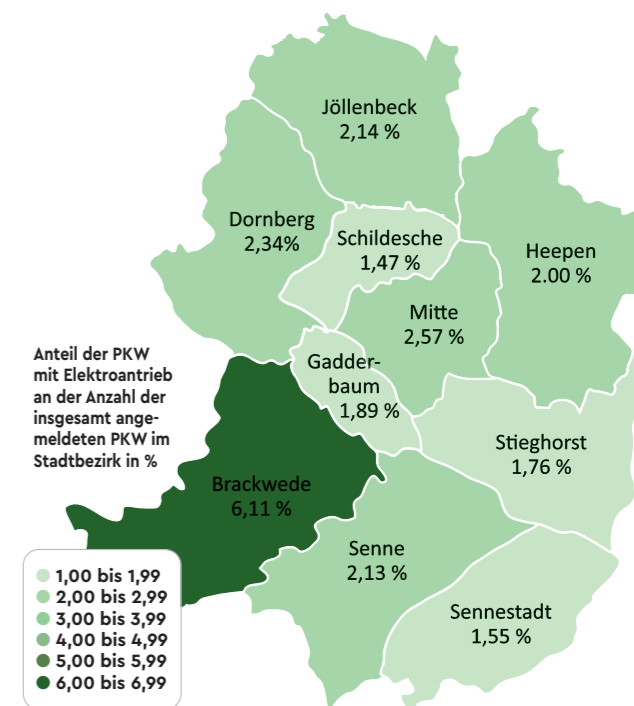 Jöllenbeck
2,14 %
Dornberg
2,34%
Schildesche
1,47 %
Heepen
2.00 %
Mitte
2,57 %
Anteil der PKW
mit Elektroantrieb
an der Anzahl der
insgesamt ange-
meldeten PKW im
Stadtbezirk in %
Gadder-
baum
1,89 %
Stieghorst
1,76 %
Brackwede
6,11 %
Senne
2,13 %
Sennestadt
1,55 %
1,00 bis 1,99
2,00 bis 2,99
3,00 bis 3,99
4,00 bis 4,99
5,00 bis 5,99
6,00 bis 6,99